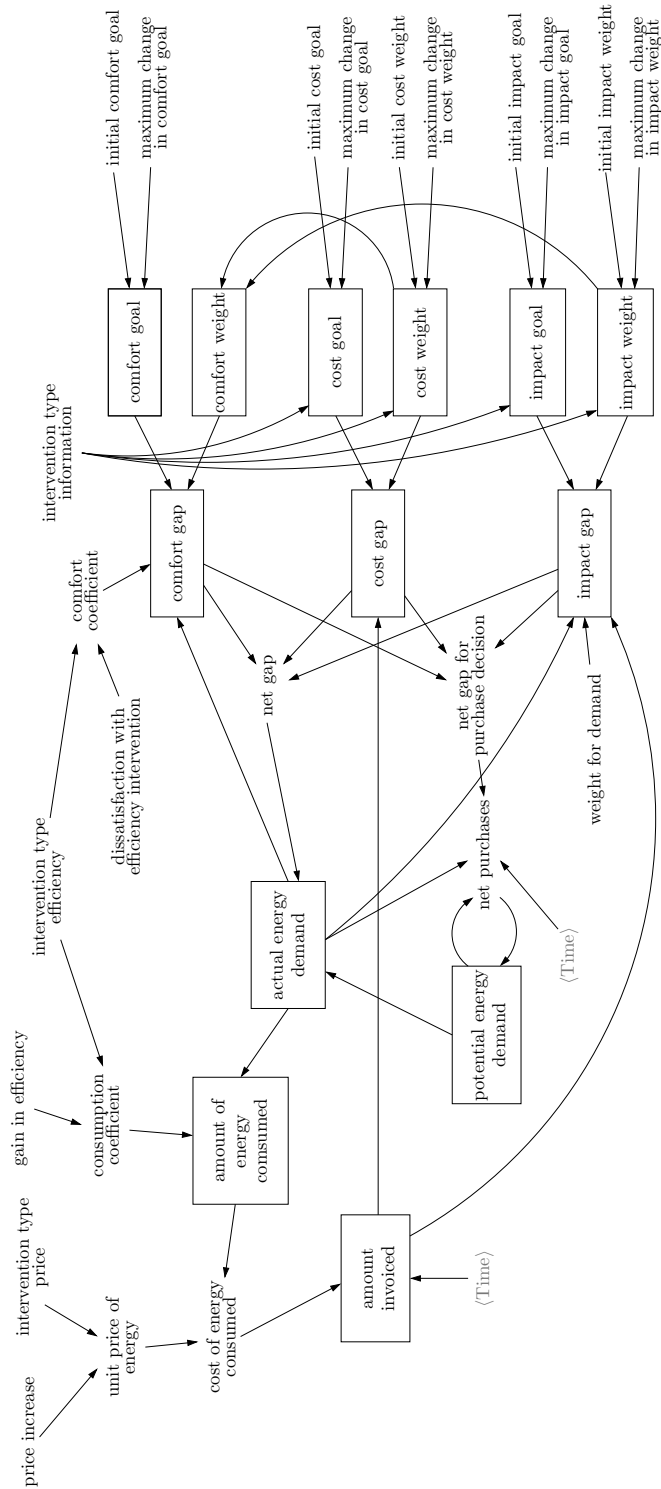 price increase
intervention type
price
gain in efficiency
intervention type
efficiency
intervention type
information
unit price of
energy
consumption
coefficient
dissatisfaction with
efficiency intervention
comfort
coefficient
comfort goal
initial comfort goal
maximum change
in comfort goal
cost of energy
consumed
amount of
energy
comsumed
actual energy
demand
net gap
comfort gap
comfort weight
amount
invoiced
cost gap
cost goal
initial cost goal
maximum change
in cost goal
cost weight
initial cost weight
maximum change
in cost weight
⟨Time⟩
potential energy
demand
net purchases
net gap for
purchase decision
⟨Time⟩
weight for demand
impact gap
impact goal
initial impact goal
maximum change
in impact goal
impact weight
initial impact weight
maximum change
in impact weight